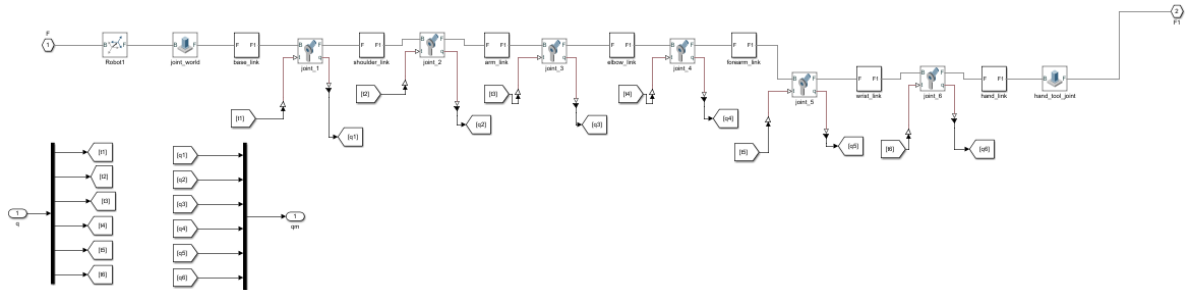 F
1
B F
Robot1
B F
joint_world
F F1
base_link
B F
t q
joint_1
F F1
shoulder_link
B F
t q
joint_2
F F1
arm_link
B F
t q
joint_3
F F1
elbow_link
B F
t q
joint_4
F F1
forearm_link
B F
t q
joint_5
F F1
wrist_link
B F
t q
joint_6
F F1
hand_link
B F
hand_tool_joint
2
F1
[t1]
[q1]
[t2]
[q2]
[t3]
[q3]
[t4]
[q4]
[t5]
[q5]
[t6]
[q6]
1
q
[t1]
[t2]
[t3]
[t4]
[t5]
[t6]
[q1]
[q2]
[q3]
[q4]
[q5]
[q6]
1
qm